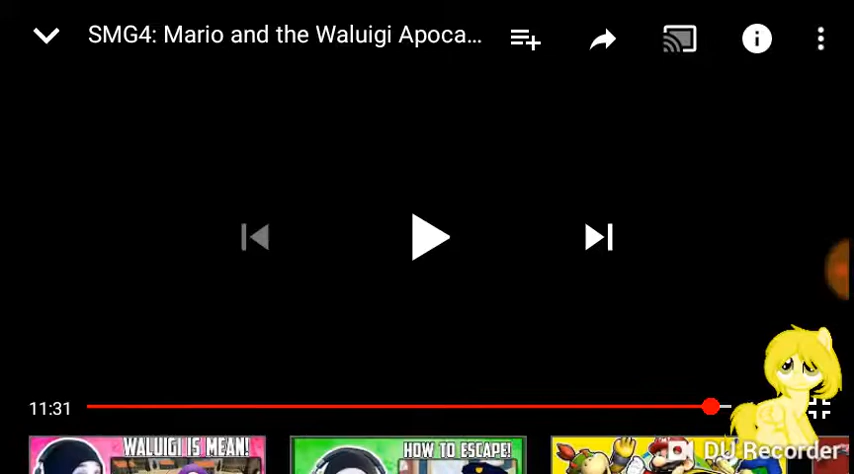 SMG4: Mario and the Waluigi Apoca...
11:31
WALUIGI IS MEAN!
HOW TO ESCAPE!
DU Recorder